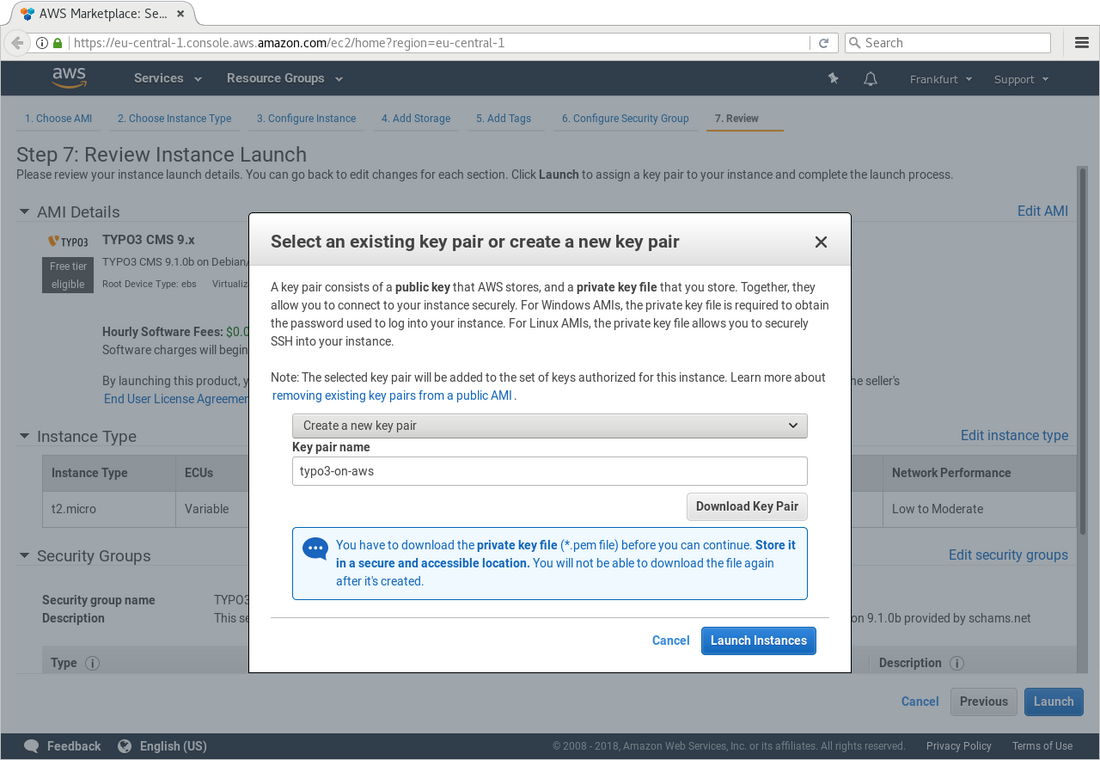 AWS Marketplace: Se... ×
https://eu-central-1.console.aws.amazon.com/ec2/home?region=eu-central-1
Search
aws Services Resource Groups Frankfurt Support
1. Choose AMI 2. Choose Instance Type 3. Configure Instance 4. Add Storage 5. Add Tags 6. Configure Security Group 7. Review
Step 7: Review Instance Launch
Please review your instance launch details. You can go back to edit changes for each section. Click Launch to assign a key pair to your instance and complete the launch process.
AMI Details Edit AMI
TYPO3 TYPO3 CMS 9.x
Free tier eligible
TYPO3 CMS 9.1.0b on Debian/
Root Device Type: ebs
Hourly Software Fees: $0.0
Software charges will begin
By launching this product, y he seller's
End User License Agreemer
Instance Type Edit instance type
Instance Type ECUs Network Performance
t2.micro Variable Low to Moderate
Security Groups Edit security groups
Security group name TYPO3
Description This se on 9.1.0b provided by schams.net
Type Description
Select an existing key pair or create a new key pair
A key pair consists of a public key that AWS stores, and a private key file that you store. Together, they
allow you to connect to your instance securely. For Windows AMIs, the private key file is required to obtain
the password used to log into your instance. For Linux AMIs, the private key file allows you to securely
SSH into your instance.
Note: The selected key pair will be added to the set of keys authorized for this instance. Learn more about
removing existing key pairs from a public AMI .
Create a new key pair
Key pair name
typo3-on-aws
Download Key Pair
You have to download the private key file (*.pem file) before you can continue. Store it
in a secure and accessible location. You will not be able to download the file again
after it's created.
Cancel Launch Instances
Cancel Previous Launch
Feedback English (US) © 2008 - 2018, Amazon Web Services, Inc. or its affiliates. All rights reserved. Privacy Policy Terms of Use